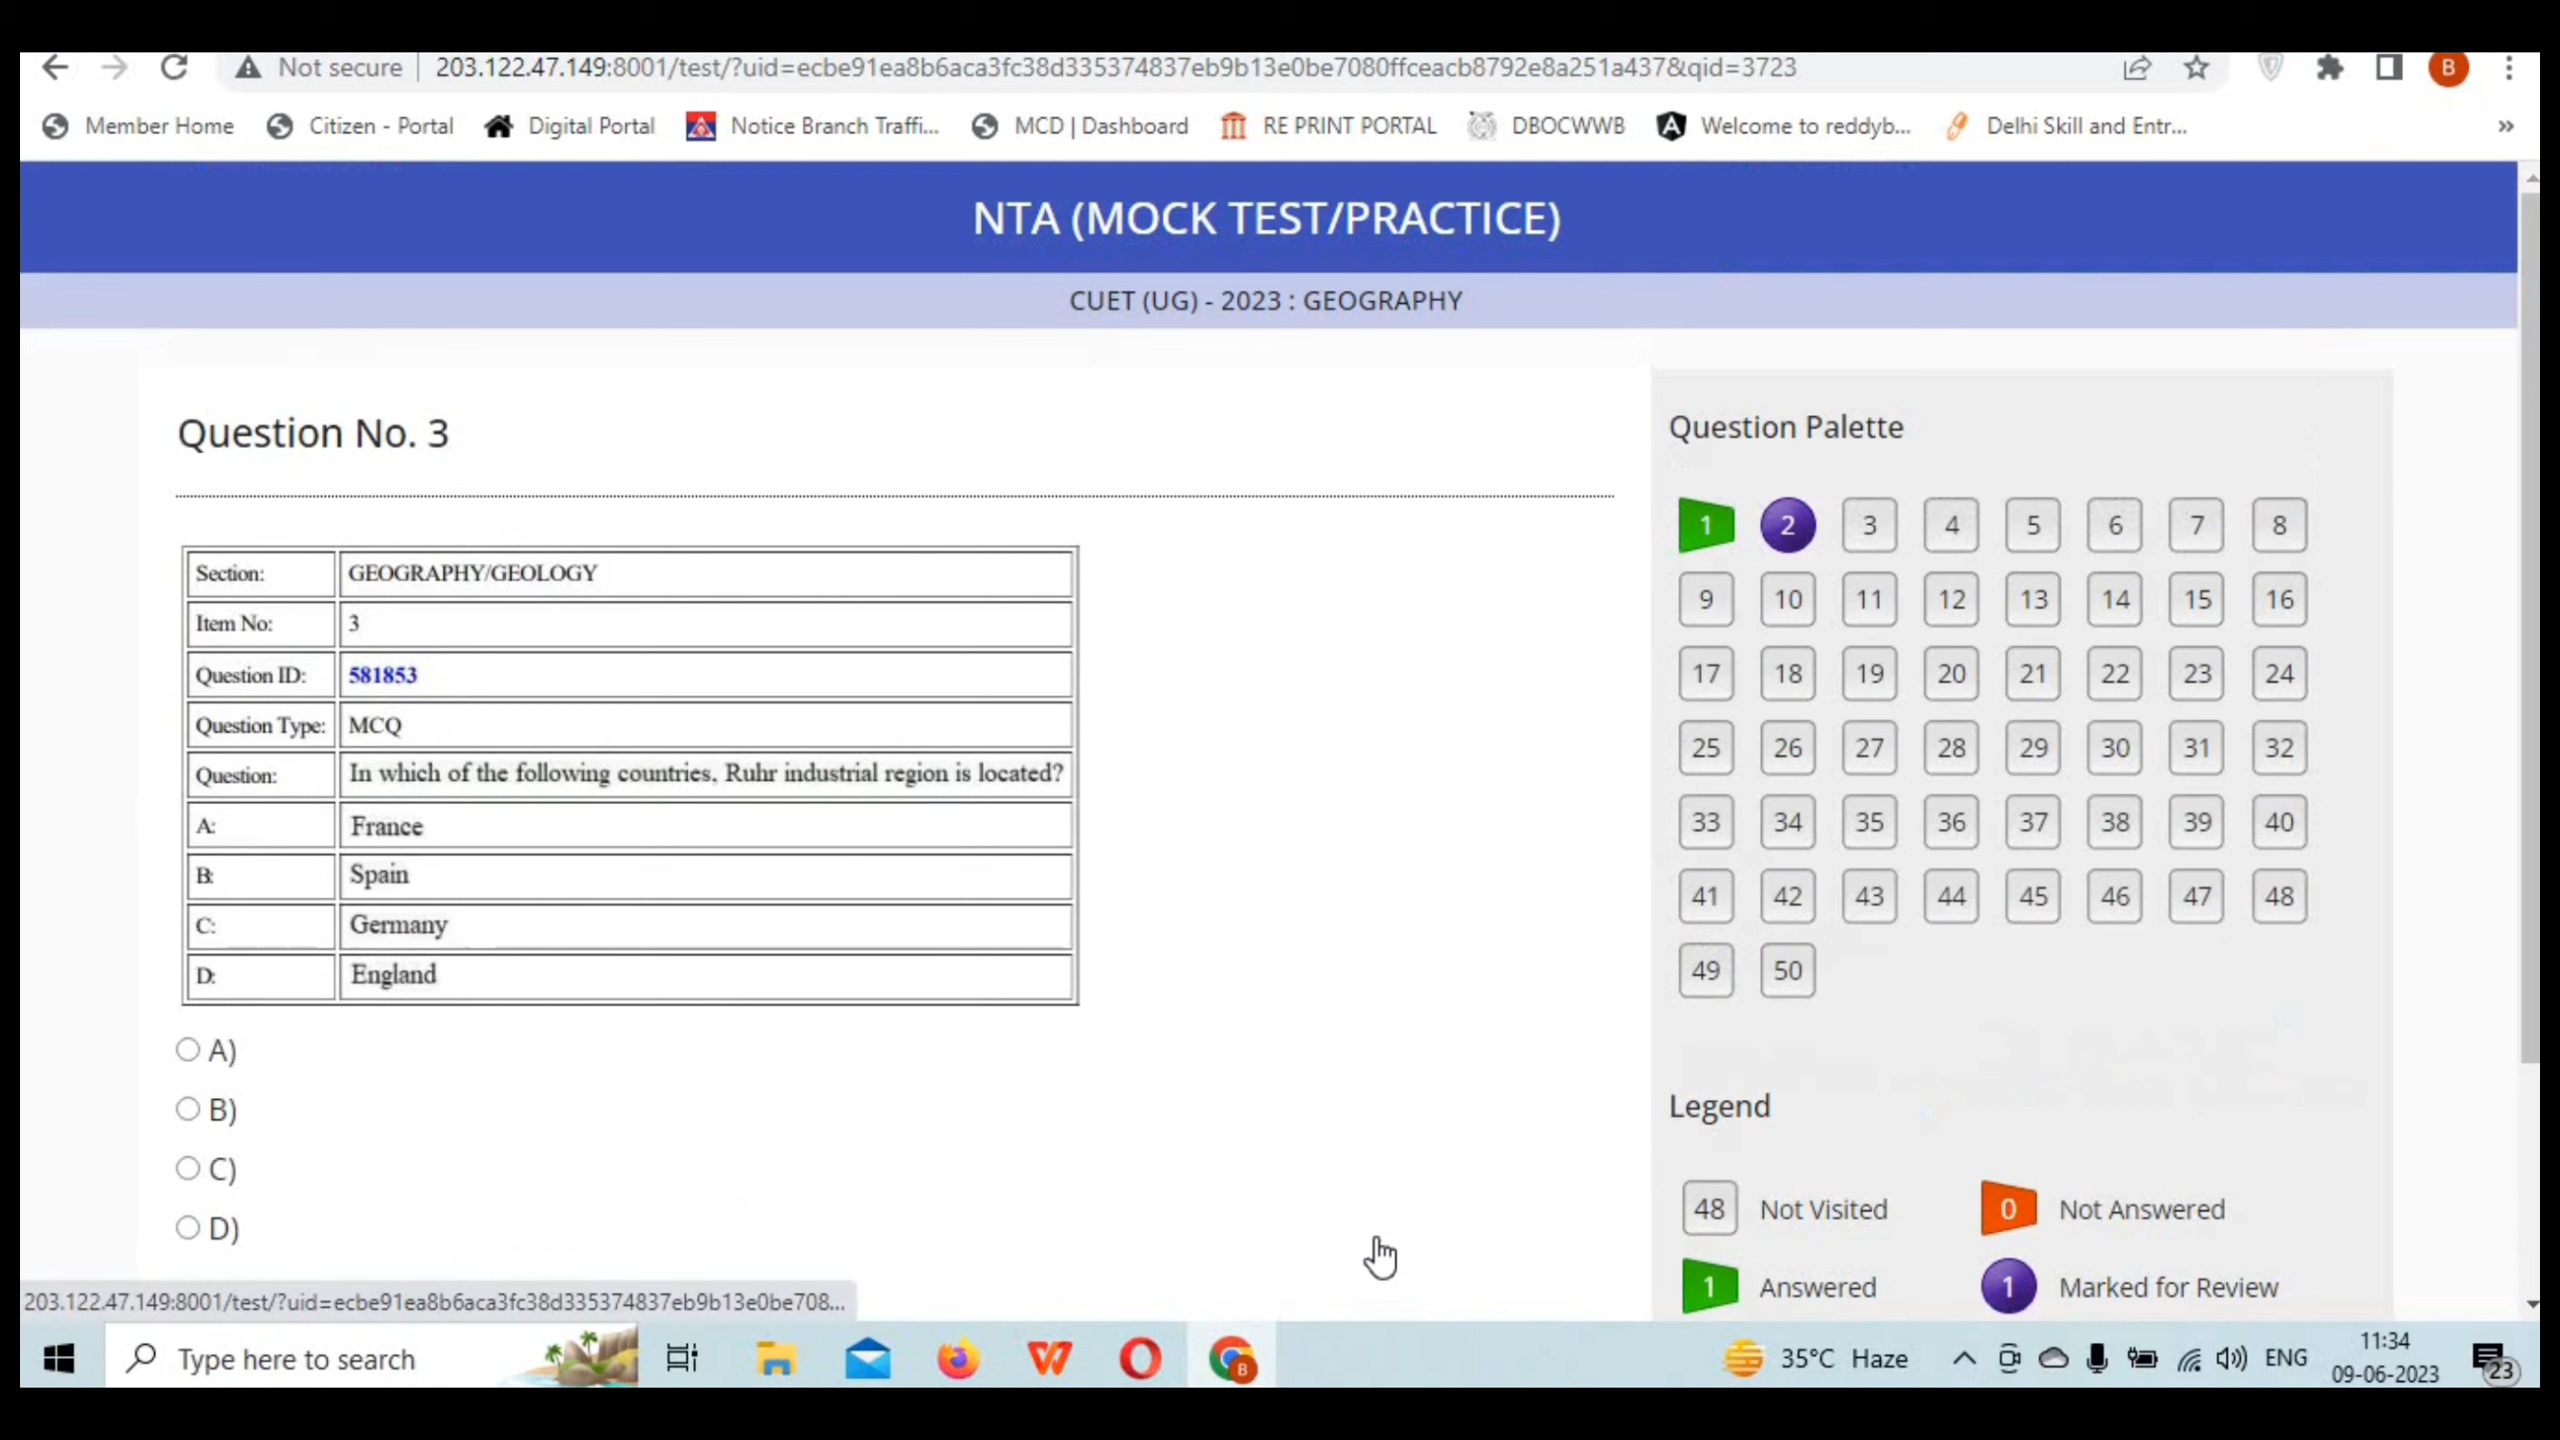 Not secure 203.122.47.149:8001/test/?uid=ecbe91ea8b6aca3fc38d335374837eb9b13e0be7080ffceacb8792e8a251a437&qid=3723 B
Member Home Citizen - Portal Digital Portal Notice Branch Traffi... MCD | Dashboard RE PRINT PORTAL DBOCWWB Welcome to reddyb... Delhi Skill and Entr... »
NTA (MOCK TEST/PRACTICE)
CUET (UG) - 2023 : GEOGRAPHY
Question No. 3
Section: GEOGRAPHY/GEOLOGY
Item No: 3
Question ID: 581853
Question Type: MCQ
Question: In which of the following countries, Ruhr industrial region is located?
A: France
B: Spain
C: Germany
D: England
A)
B)
C)
D)
Question Palette
1 2 3 4 5 6 7 8
9 10 11 12 13 14 15 16
17 18 19 20 21 22 23 24
25 26 27 28 29 30 31 32
33 34 35 36 37 38 39 40
41 42 43 44 45 46 47 48
49 50
Legend
48 Not Visited 0 Not Answered
1 Answered 1 Marked for Review
203.122.47.149:8001/test/?uid=ecbe91ea8b6aca3fc38d335374837eb9b13e0be708...
Type here to search B 35°C Haze ENG 11:34
09-06-2023 23